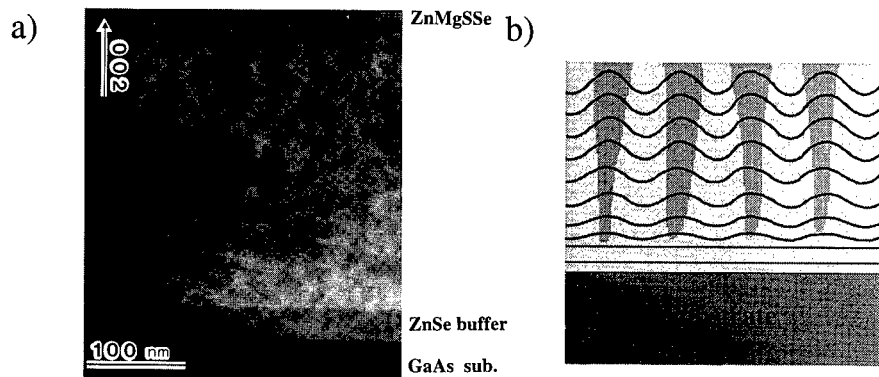 a)
002
100 nm
ZnMgSSe
ZnSe buffer
GaAs sub.
b)